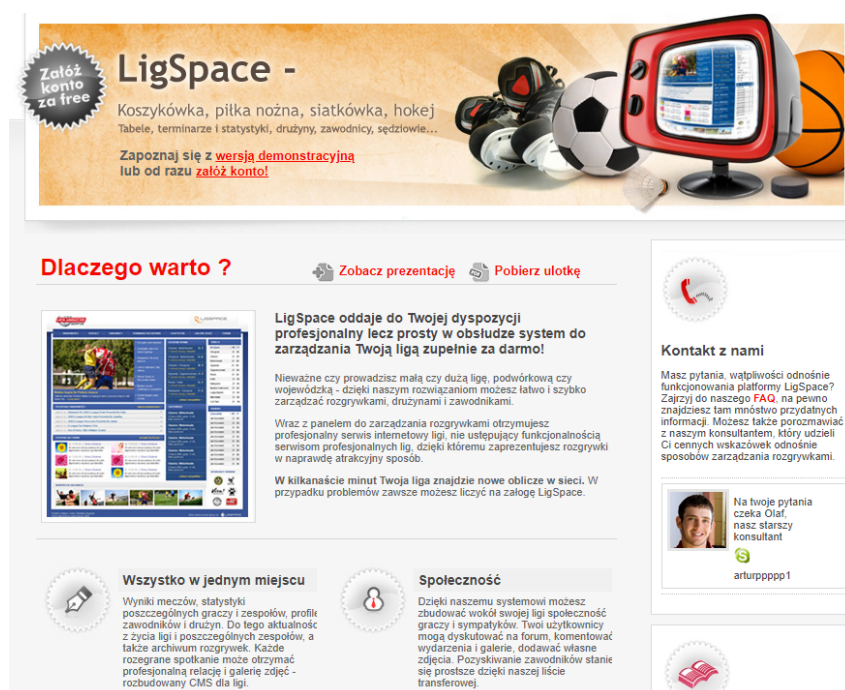 Załóż
konto
za free
LigSpace -
Koszykówka, piłka nożna, siatkówka, hokej
Tabele, terminarze i statystyki, drużyny, zawodnicy, sędziowie...
Zapoznaj się z wersją demonstracyjną
lub od razu załóż konto!
Dlaczego warto ?
Zobacz prezentację
Pobierz ulotkę
LigSpace oddaje do Twojej dyspozycji
profesjonalny lecz prosty w obsłudze system do
zarządzania Twoją ligą zupełnie za darmo!
Nieważne czy prowadzisz małą czy dużą ligę, podwórkową czy
wojewódzką - dzięki naszym rozwiązaniom możesz łatwo i szybko
zarządzać rozgrywkami, drużynami i zawodnikami.
Wraz z panelem do zarządzania rozgrywkami otrzymujesz
profesjonalny serwis internetowy ligi, nie ustępujący funkcjonalnością
serwisom profesjonalnych lig, dzięki któremu zaprezentujesz rozgrywki
w naprawdę atrakcyjny sposób.
W kilkanaście minut Twoja liga znajdzie nowe oblicze w sieci. W
przypadku problemów zawsze możesz liczyć na załogę LigSpace.
Wszystko w jednym miejscu
Wyniki meczów, statystyki
poszczególnych graczy i zespołów, profile
zawodników i drużyn. Do tego aktualnośc
z życia ligi i poszczególnych zespołów, a
także archiwum rozgrywek. Każde
rozegrane spotkanie może otrzymać
profesjonalną relację i galerię zdjęć -
rozbudowany CMS dla ligi.
Społeczność
Dzięki naszemu systemowi możesz
zbudować wokół swojej ligi społeczność
graczy i sympatyków. Twoi użytkownicy
mogą dyskutować na forum, komentować
wydarzenia i galerie, dodawać własne
zdjęcia. Pozyskiwanie zawodników stanie
się prostsze dzięki naszej liście
transferowej.
Kontakt z nami
Masz pytania, wątpliwości odnośnie
funkcjonowania platformy LigSpace?
Zajrzyj do naszego FAQ, na pewno
znajdziesz tam mnóstwo przydatnych
informacji. Możesz także porozmawiać
z naszym konsultantem, który udzieli
Ci cennych wskazówek odnośnie
sposobów zarządzania rozgrywkami.
Na twoje pytania
czeka Olaf,
nasz starszy
konsultant
arturppppp1